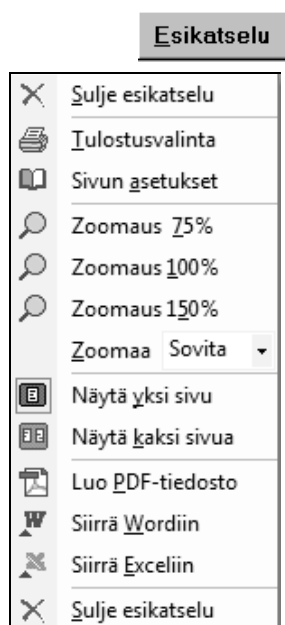 Esikatselu
Sulje esikatselu
Tulostusvalinta
Sivun asetukset
Zoomaus 75%
Zoomaus 100%
Zoomaus 150%
Zoomaa Sovita
Näytä yksi sivu
Näytä kaksi sivua
Luo PDF-tiedosto
Siirrä Wordiin
Siirrä Exceliin
Sulje esikatselu